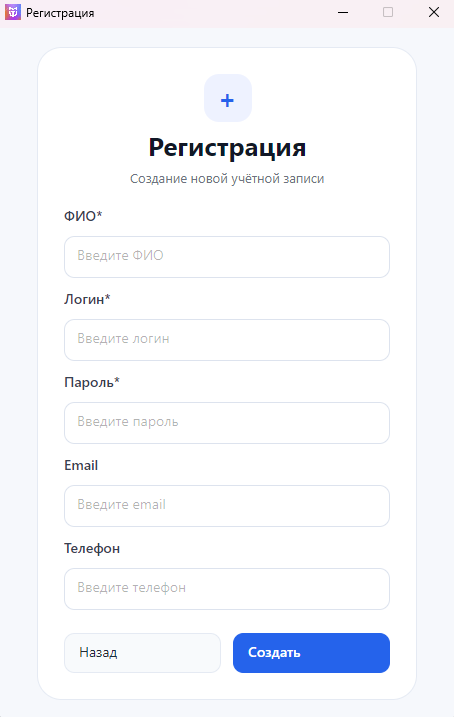 Регистрация
+
Регистрация
Создание новой учётной записи
ФИО*
Введите ФИО
Логин*
Введите логин
Пароль*
Введите пароль
Email
Введите email
Телефон
Введите телефон
Назад Создать